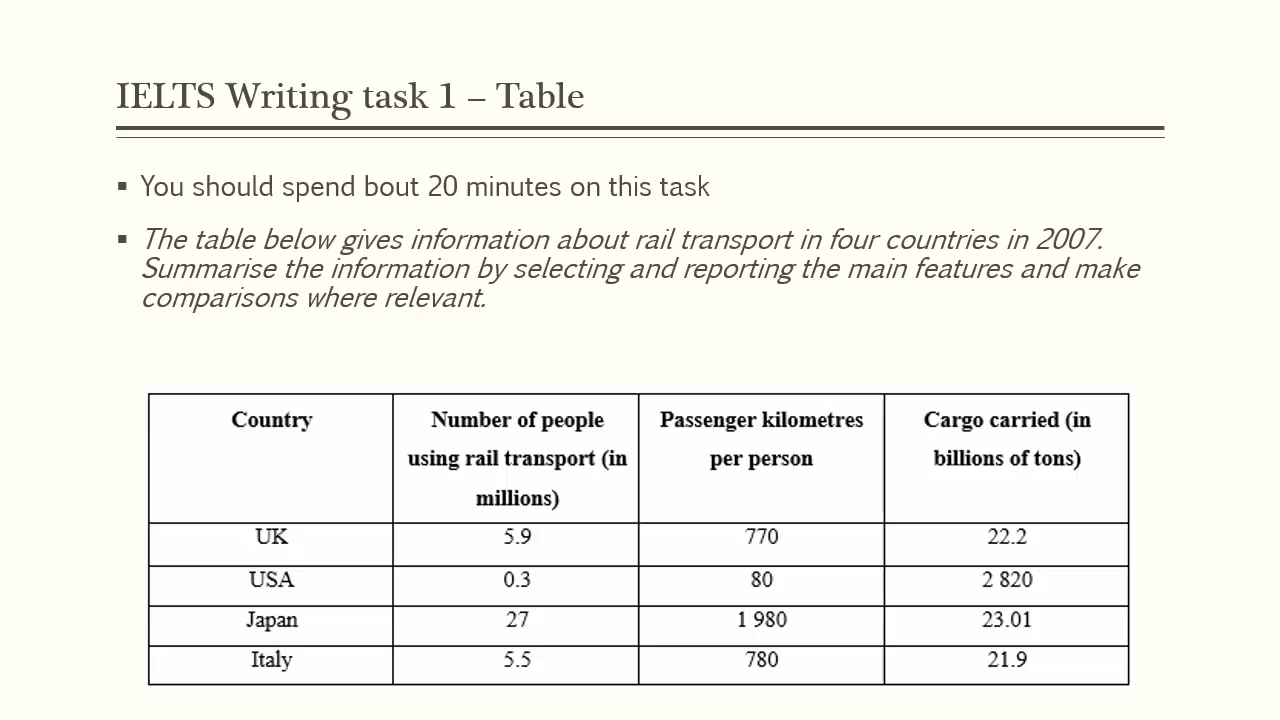 IELTS Writing task 1 – Table
▪ You should spend bout 20 minutes on this task
▪ The table below gives information about rail transport in four countries in 2007.
Summarise the information by selecting and reporting the main features and make
comparisons where relevant.
Country Number of people Passenger kilometres Cargo carried (in
using rail transport (in per person billions of tons)
millions)
UK 5.9 770 22.2
USA 0.3 80 2 820
Japan 27 1 980 23.01
Italy 5.5 780 21.9